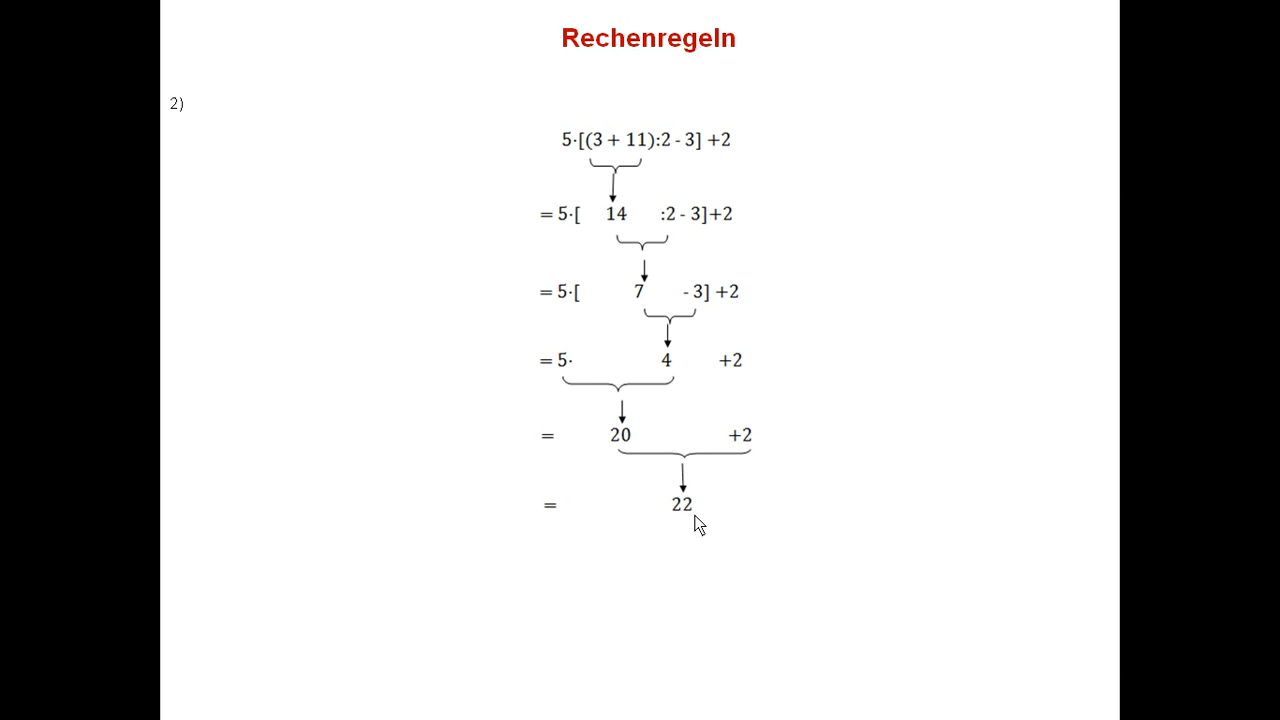 Rechenregeln
2)
5·[(3 + 11):2 - 3] +2
= 5·[ 14 :2 - 3]+2
= 5·[ 7 - 3] +2
= 5· 4 +2
= 20 +2
= 22